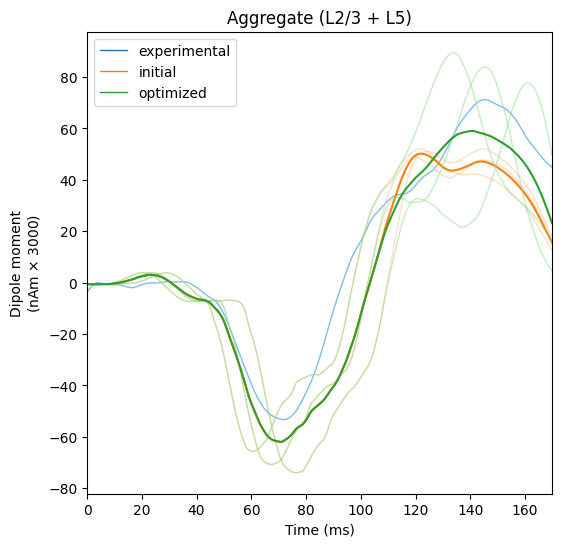 Aggregate (L2/3 + L5)
experimental
initial
optimized
Dipole moment
(nAm × 3000)
80
60
40
20
0
−20
−40
−60
−80
0 20 40 60 80 100 120 140 160
Time (ms)